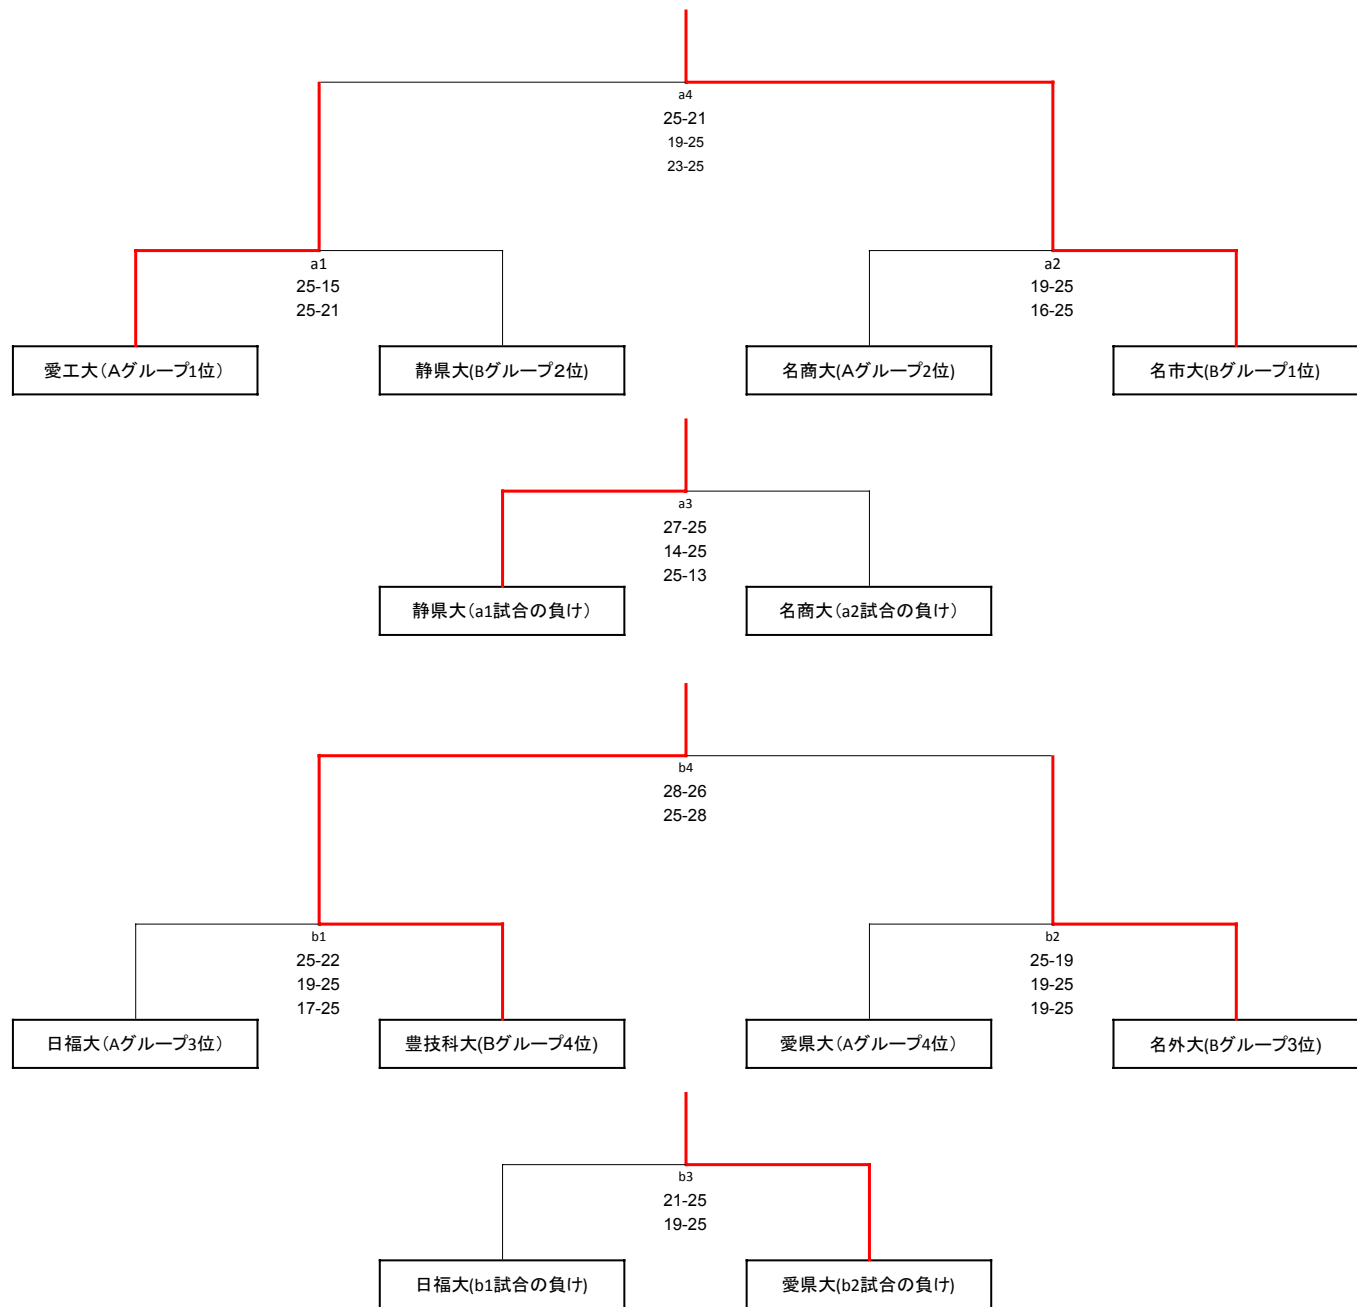 a4
25-21
19-25
23-25
a1
25-15
25-21
a2
19-25
16-25
愛工大（Aグループ1位）
静県大(Bグループ２位)
名商大(Aグループ2位)
名市大(Bグループ1位)
a3
27-25
14-25
25-13
静県大（a1試合の負け）
名商大（a2試合の負け）
b4
28-26
25-28
b1
25-22
19-25
17-25
b2
25-19
19-25
19-25
日福大（Aグループ3位）
豊技科大(Bグループ4位)
愛県大（Aグループ4位）
名外大(Bグループ3位)
b3
21-25
19-25
日福大(b1試合の負け)
愛県大(b2試合の負け)